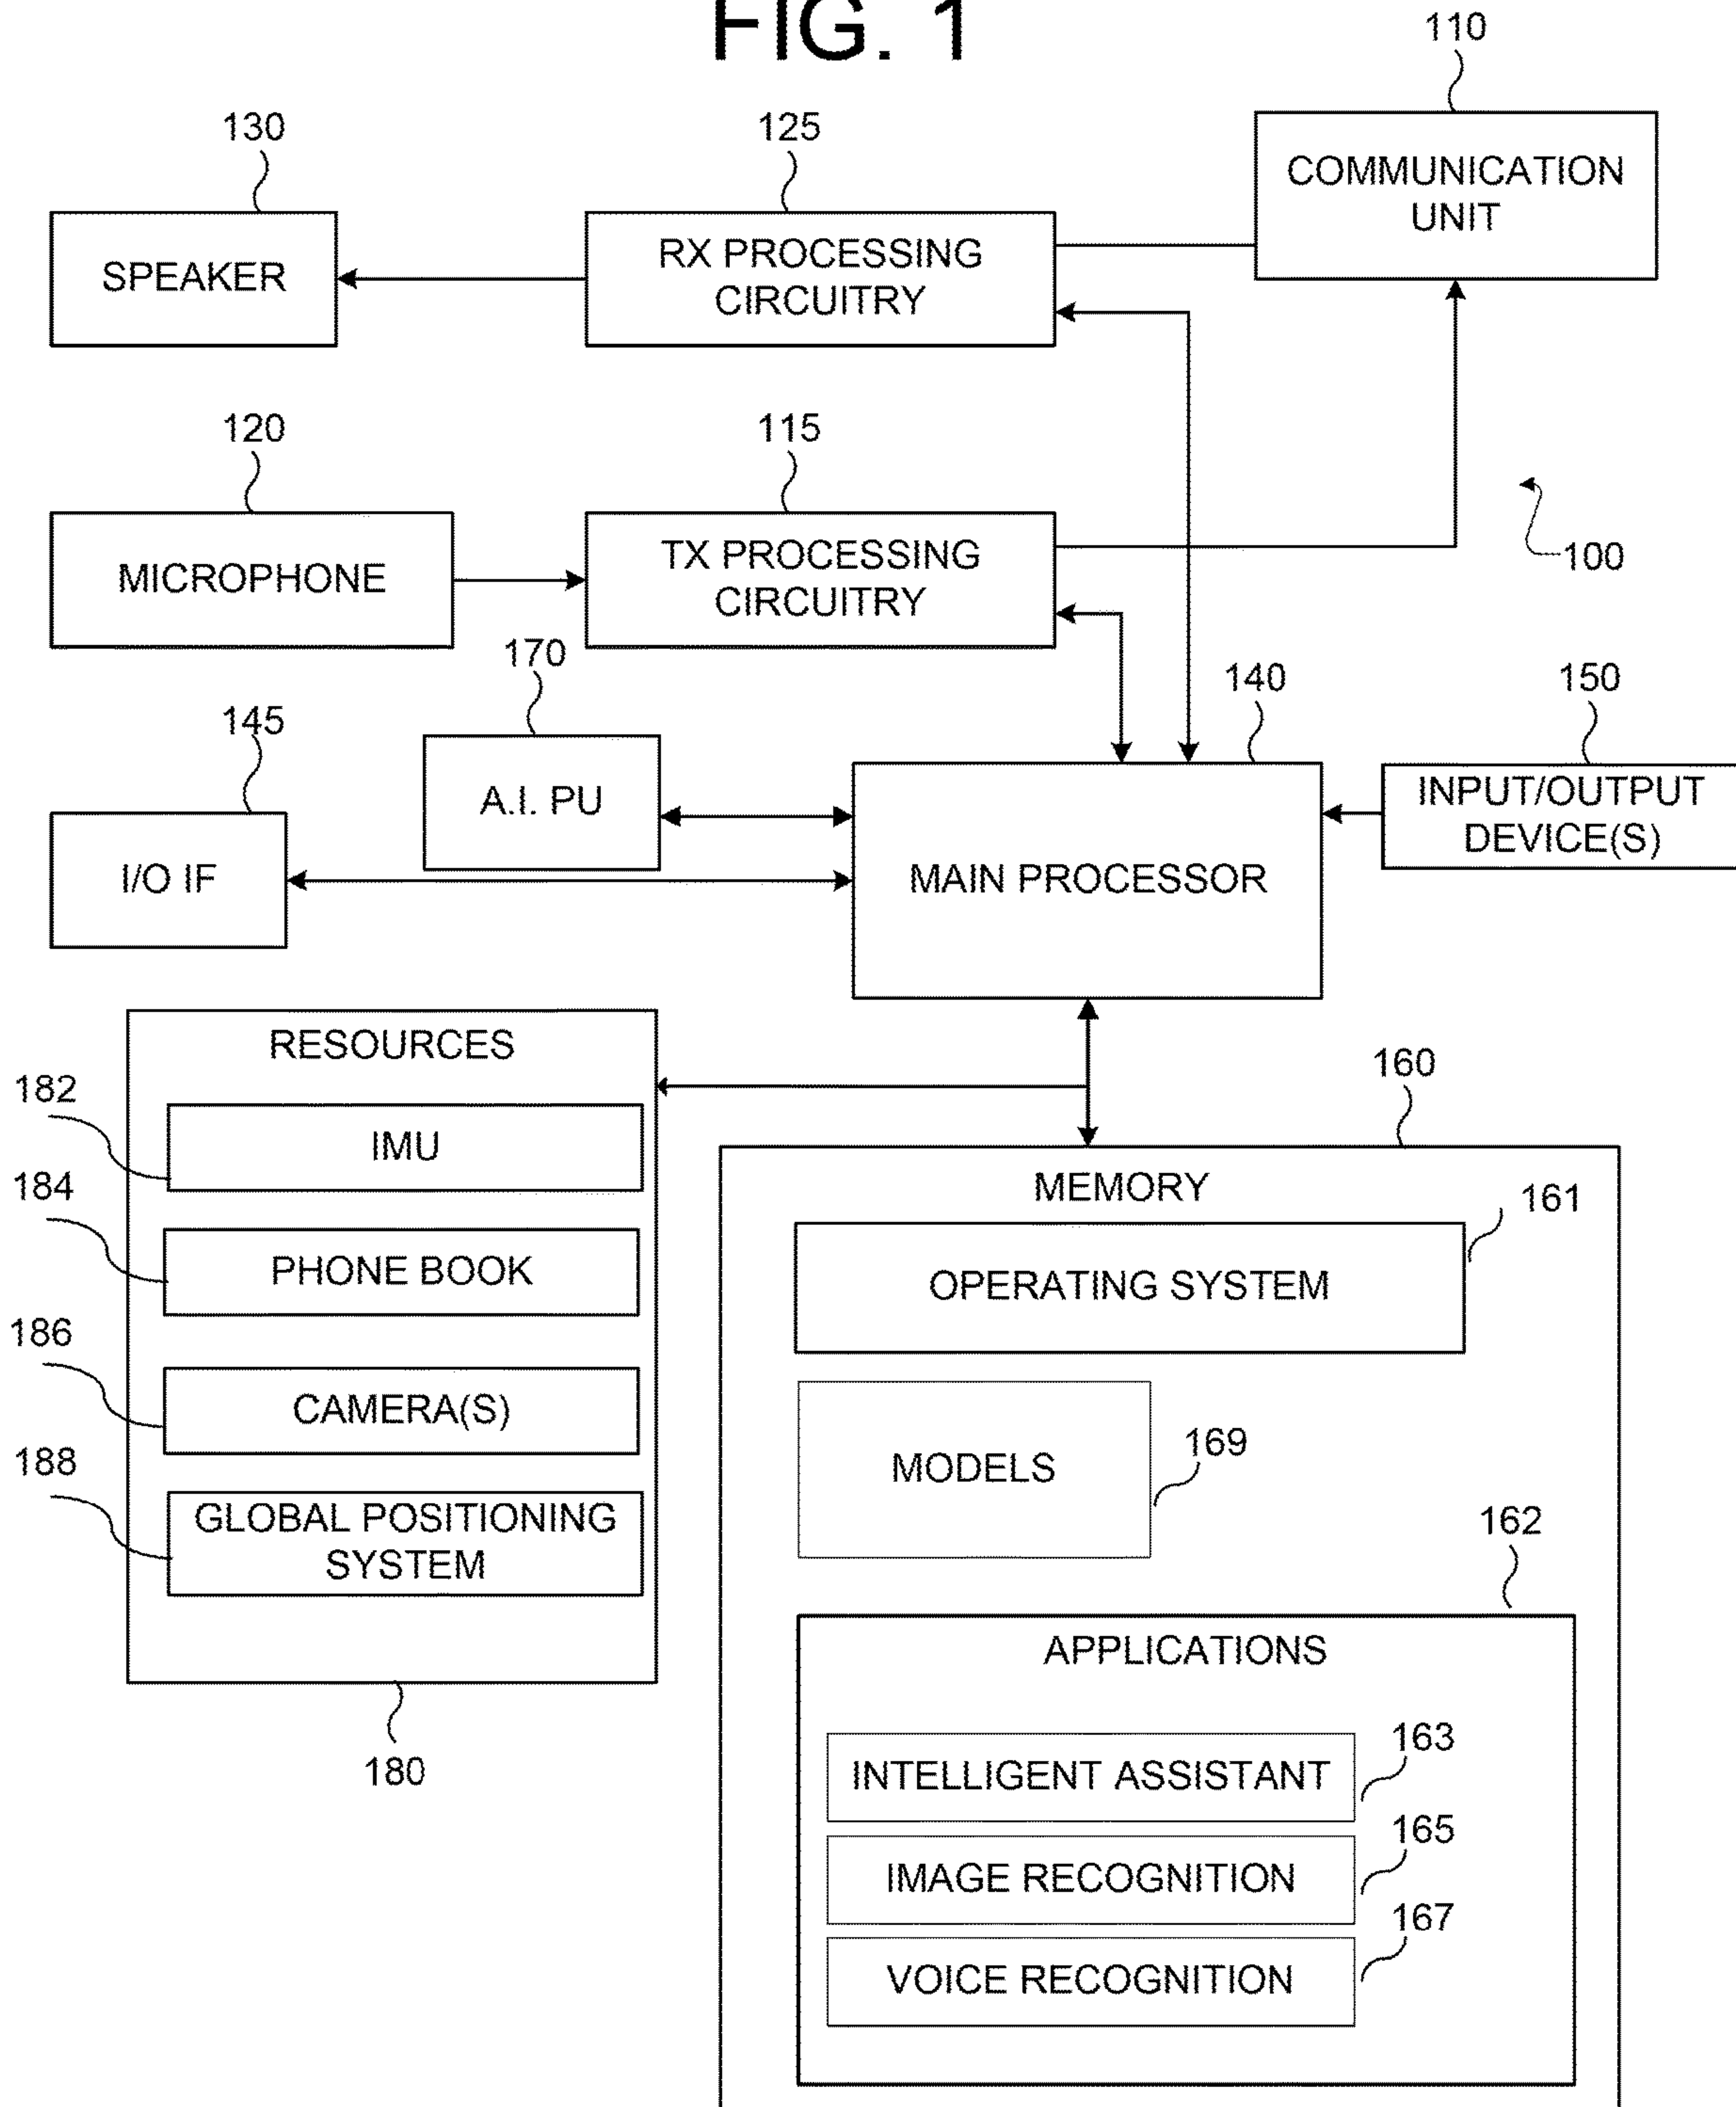 FIG. 1
110
130
125
COMMUNICATION
UNIT
SPEAKER
RX PROCESSING
CIRCUITRY
120
115
MICROPHONE
TX PROCESSING
CIRCUITRY
100
170
140
150
145
A.I. PU
INPUT/OUTPUT
DEVICE(S)
I/O IF
MAIN PROCESSOR
RESOURCES
160
182
IMU
MEMORY
161
184
PHONE BOOK
OPERATING SYSTEM
186
CAMERA(S)
MODELS
169
188
GLOBAL POSITIONING
SYSTEM
162
APPLICATIONS
180
163
INTELLIGENT ASSISTANT
165
IMAGE RECOGNITION
167
VOICE RECOGNITION